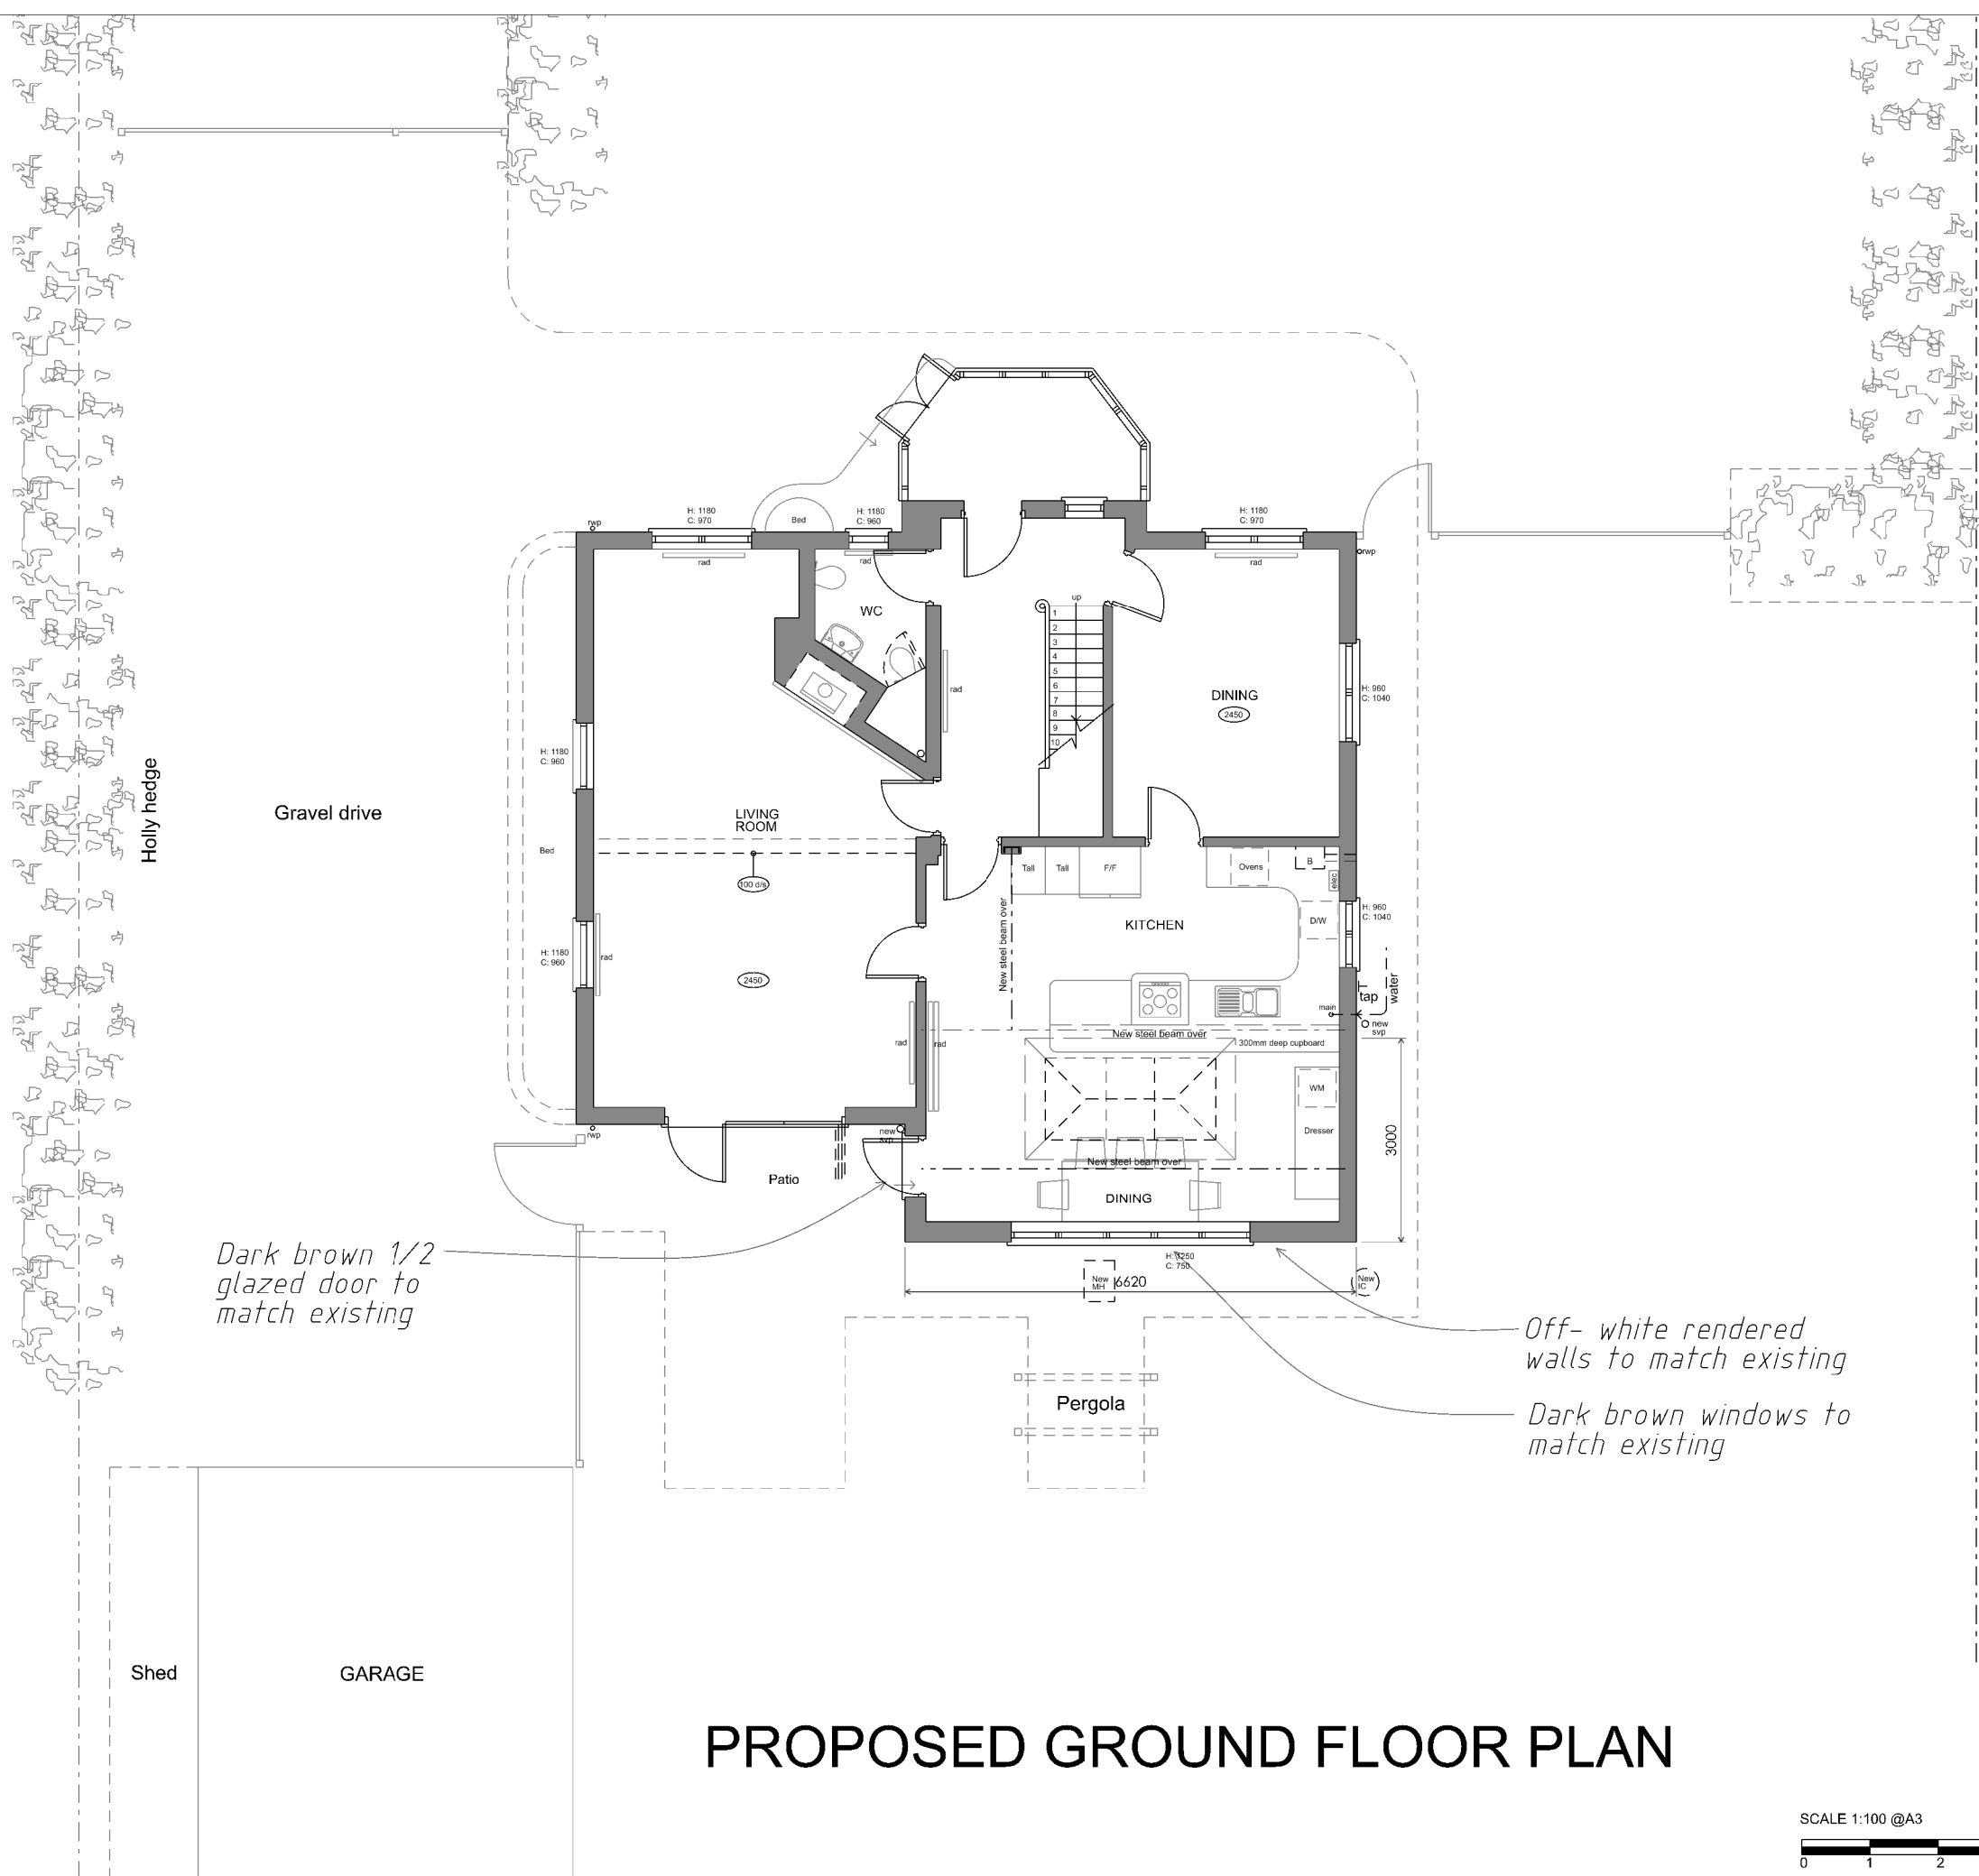 rwp
H: 1180
C: 970
Bed
H: 1180
C: 960
H: 1180
C: 970
rwp
rad
rad
rad
WC
up
1
2
3
4
5
6
7
8
9
10
rad
DINING
2450
H: 960
C: 1040
H: 1180
C: 960
Holly hedge
Gravel drive
LIVING
ROOM
Bed
100 d/s
Tall
Tall
F/F
Ovens
B
elec
New steel beam over
KITCHEN
D/W
H: 960
C: 1040
H: 1180
C: 960
rad
2450
main
tap
water
new
svp
rad
rad
New steel beam over
300mm deep cupboard
WM
Dresser
3000
rwp
new
svp
Patio
New steel beam over
DINING
Dark brown 1/2
glazed door to
match existing
C: 750
New
MH
6620
New
IC
Off- white rendered
walls to match existing
Pergola
Dark brown windows to
match existing
Shed
GARAGE
PROPOSED GROUND FLOOR PLAN
SCALE 1:100 @A3
0 1 2